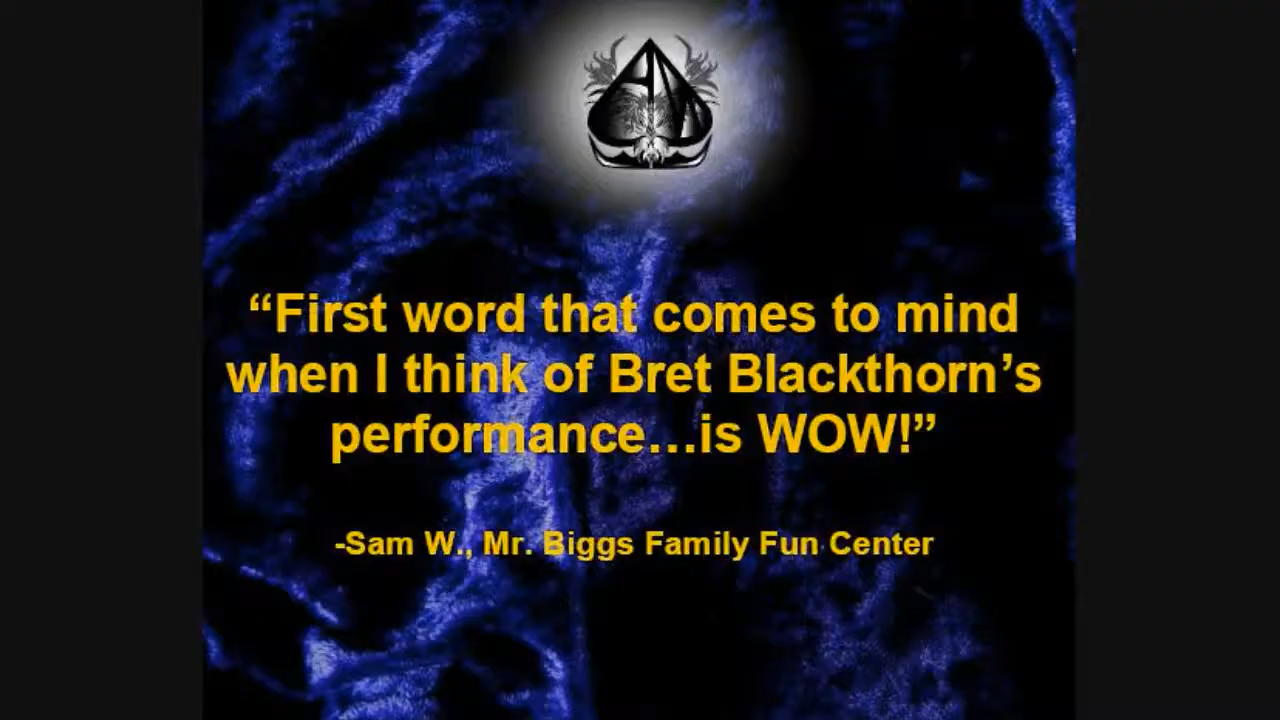 “First word that comes to mind
when I think of Bret Blackthorn’s
performance…is WOW!”
-Sam W., Mr. Biggs Family Fun Center